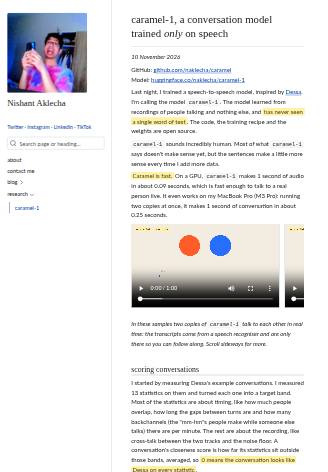 Nishant Aklecha
Twitter · Instagram · LinkedIn · TikTok
Search page or heading...
about
contact me
blog
research
caramel-1
caramel-1, a conversation model
trained only on speech
10 November 2026
GitHub: github.com/naklecha/caramel
Model: huggingface.co/naklecha/caramel-1
Last night, I trained a speech-to-speech model, inspired by Dessa.
I'm calling the model caramel-1. The model learned from
recordings of people talking and nothing else, and has never seen
a single word of text. The code, the training recipe and the
weights are open source.
caramel-1 sounds incredibly human. Most of what caramel-1
says doesn't make sense yet, but the sentences make a little more
sense every time I add more data.
Caramel is fast. On a GPU, caramel-1 makes 1 second of audio
in about 0.09 seconds, which is fast enough to talk to a real
person live. It even works on my MacBook Pro (M3 Pro): running
two copies at once, it makes 1 second of conversation in about
0.25 seconds.
0:00 / 1:00
In these samples two copies of caramel-1 talk to each other in real
time; the transcripts come from a speech recogniser and are only
there so you can follow along. Scroll sideways for more.
scoring conversations
I started by measuring Dessa's example conversations. I measured
13 statistics on them and turned each one into a target band.
Most of the statistics are about timing, like how much people
overlap, how long the gaps between turns are and how many
backchannels (the "mm-hm"s people make while someone else
talks) there are per minute. The rest are about the recording, like
cross-talk between the two tracks and the noise floor. A
conversation's closeness score is how far its statistics sit outside
those bands, averaged, so 0 means the conversation looks like
Dessa on every statistic.